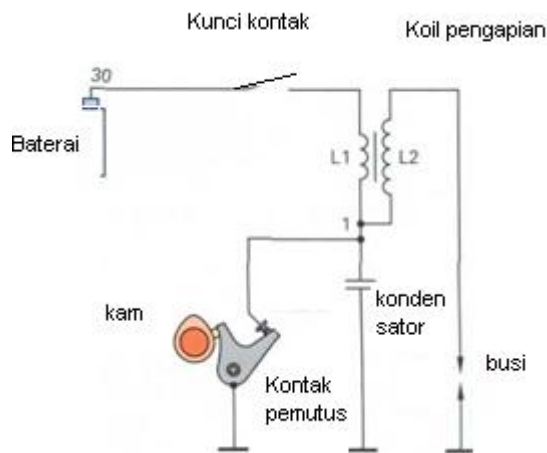 Kunci kontak
Koil pengapian
30
Baterai
L1
L2
1
konden
sator
kam
Kontak
pemutus
busi